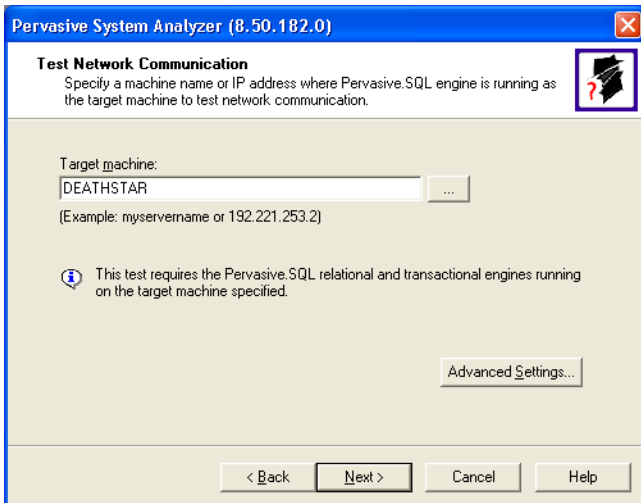 Pervasive System Analyzer (8.50.182.0)
Test Network Communication
Specify a machine name or IP address where Pervasive.SQL engine is running as
the target machine to test network communication.
?
Target machine:
DEATHSTAR
...
(Example: myservername or 192.221.253.2)
This test requires the Pervasive.SQL relational and transactional engines running
on the target machine specified.
Advanced Settings...
< Back
Next >
Cancel
Help